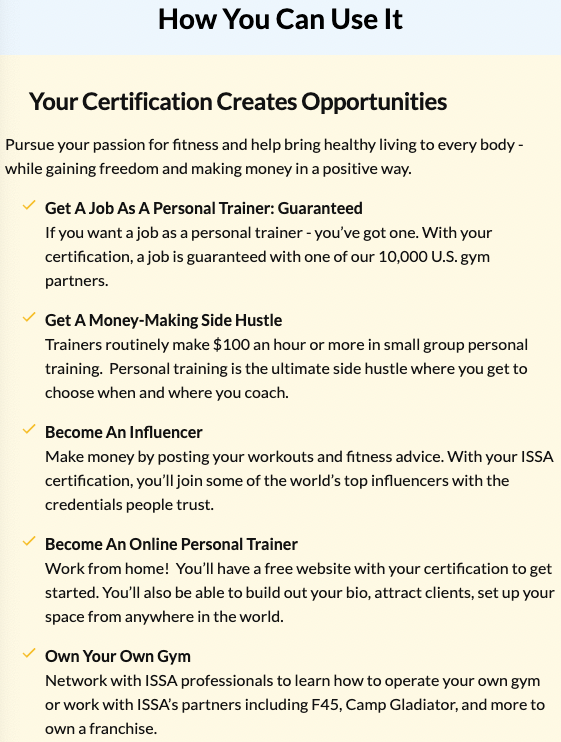 How You Can Use It
Your Certification Creates Opportunities
Pursue your passion for fitness and help bring healthy living to every body -
while gaining freedom and making money in a positive way.
Get A Job As A Personal Trainer: Guaranteed
If you want a job as a personal trainer - you’ve got one. With your
certification, a job is guaranteed with one of our 10,000 U.S. gym
partners.
Get A Money-Making Side Hustle
Trainers routinely make $100 an hour or more in small group personal
training.  Personal training is the ultimate side hustle where you get to
choose when and where you coach.
Become An Influencer
Make money by posting your workouts and fitness advice. With your ISSA
certification, you’ll join some of the world’s top influencers with the
credentials people trust.
Become An Online Personal Trainer
Work from home!  You’ll have a free website with your certification to get
started. You’ll also be able to build out your bio, attract clients, set up your
space from anywhere in the world.
Own Your Own Gym
Network with ISSA professionals to learn how to operate your own gym
or work with ISSA’s partners including F45, Camp Gladiator, and more to
own a franchise.